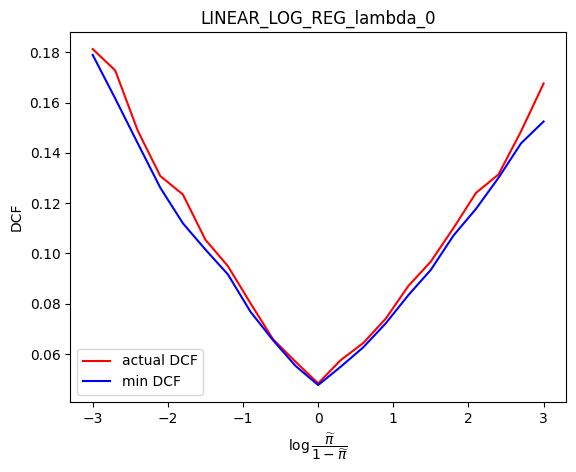 LINEAR_LOG_REG_lambda_0
0.18
0.16
0.14
0.12
0.10
0.08
0.06
DCF
actual DCF
min DCF
−3
−2
−1
0
1
2
3
log π̃ / 1 − π̃